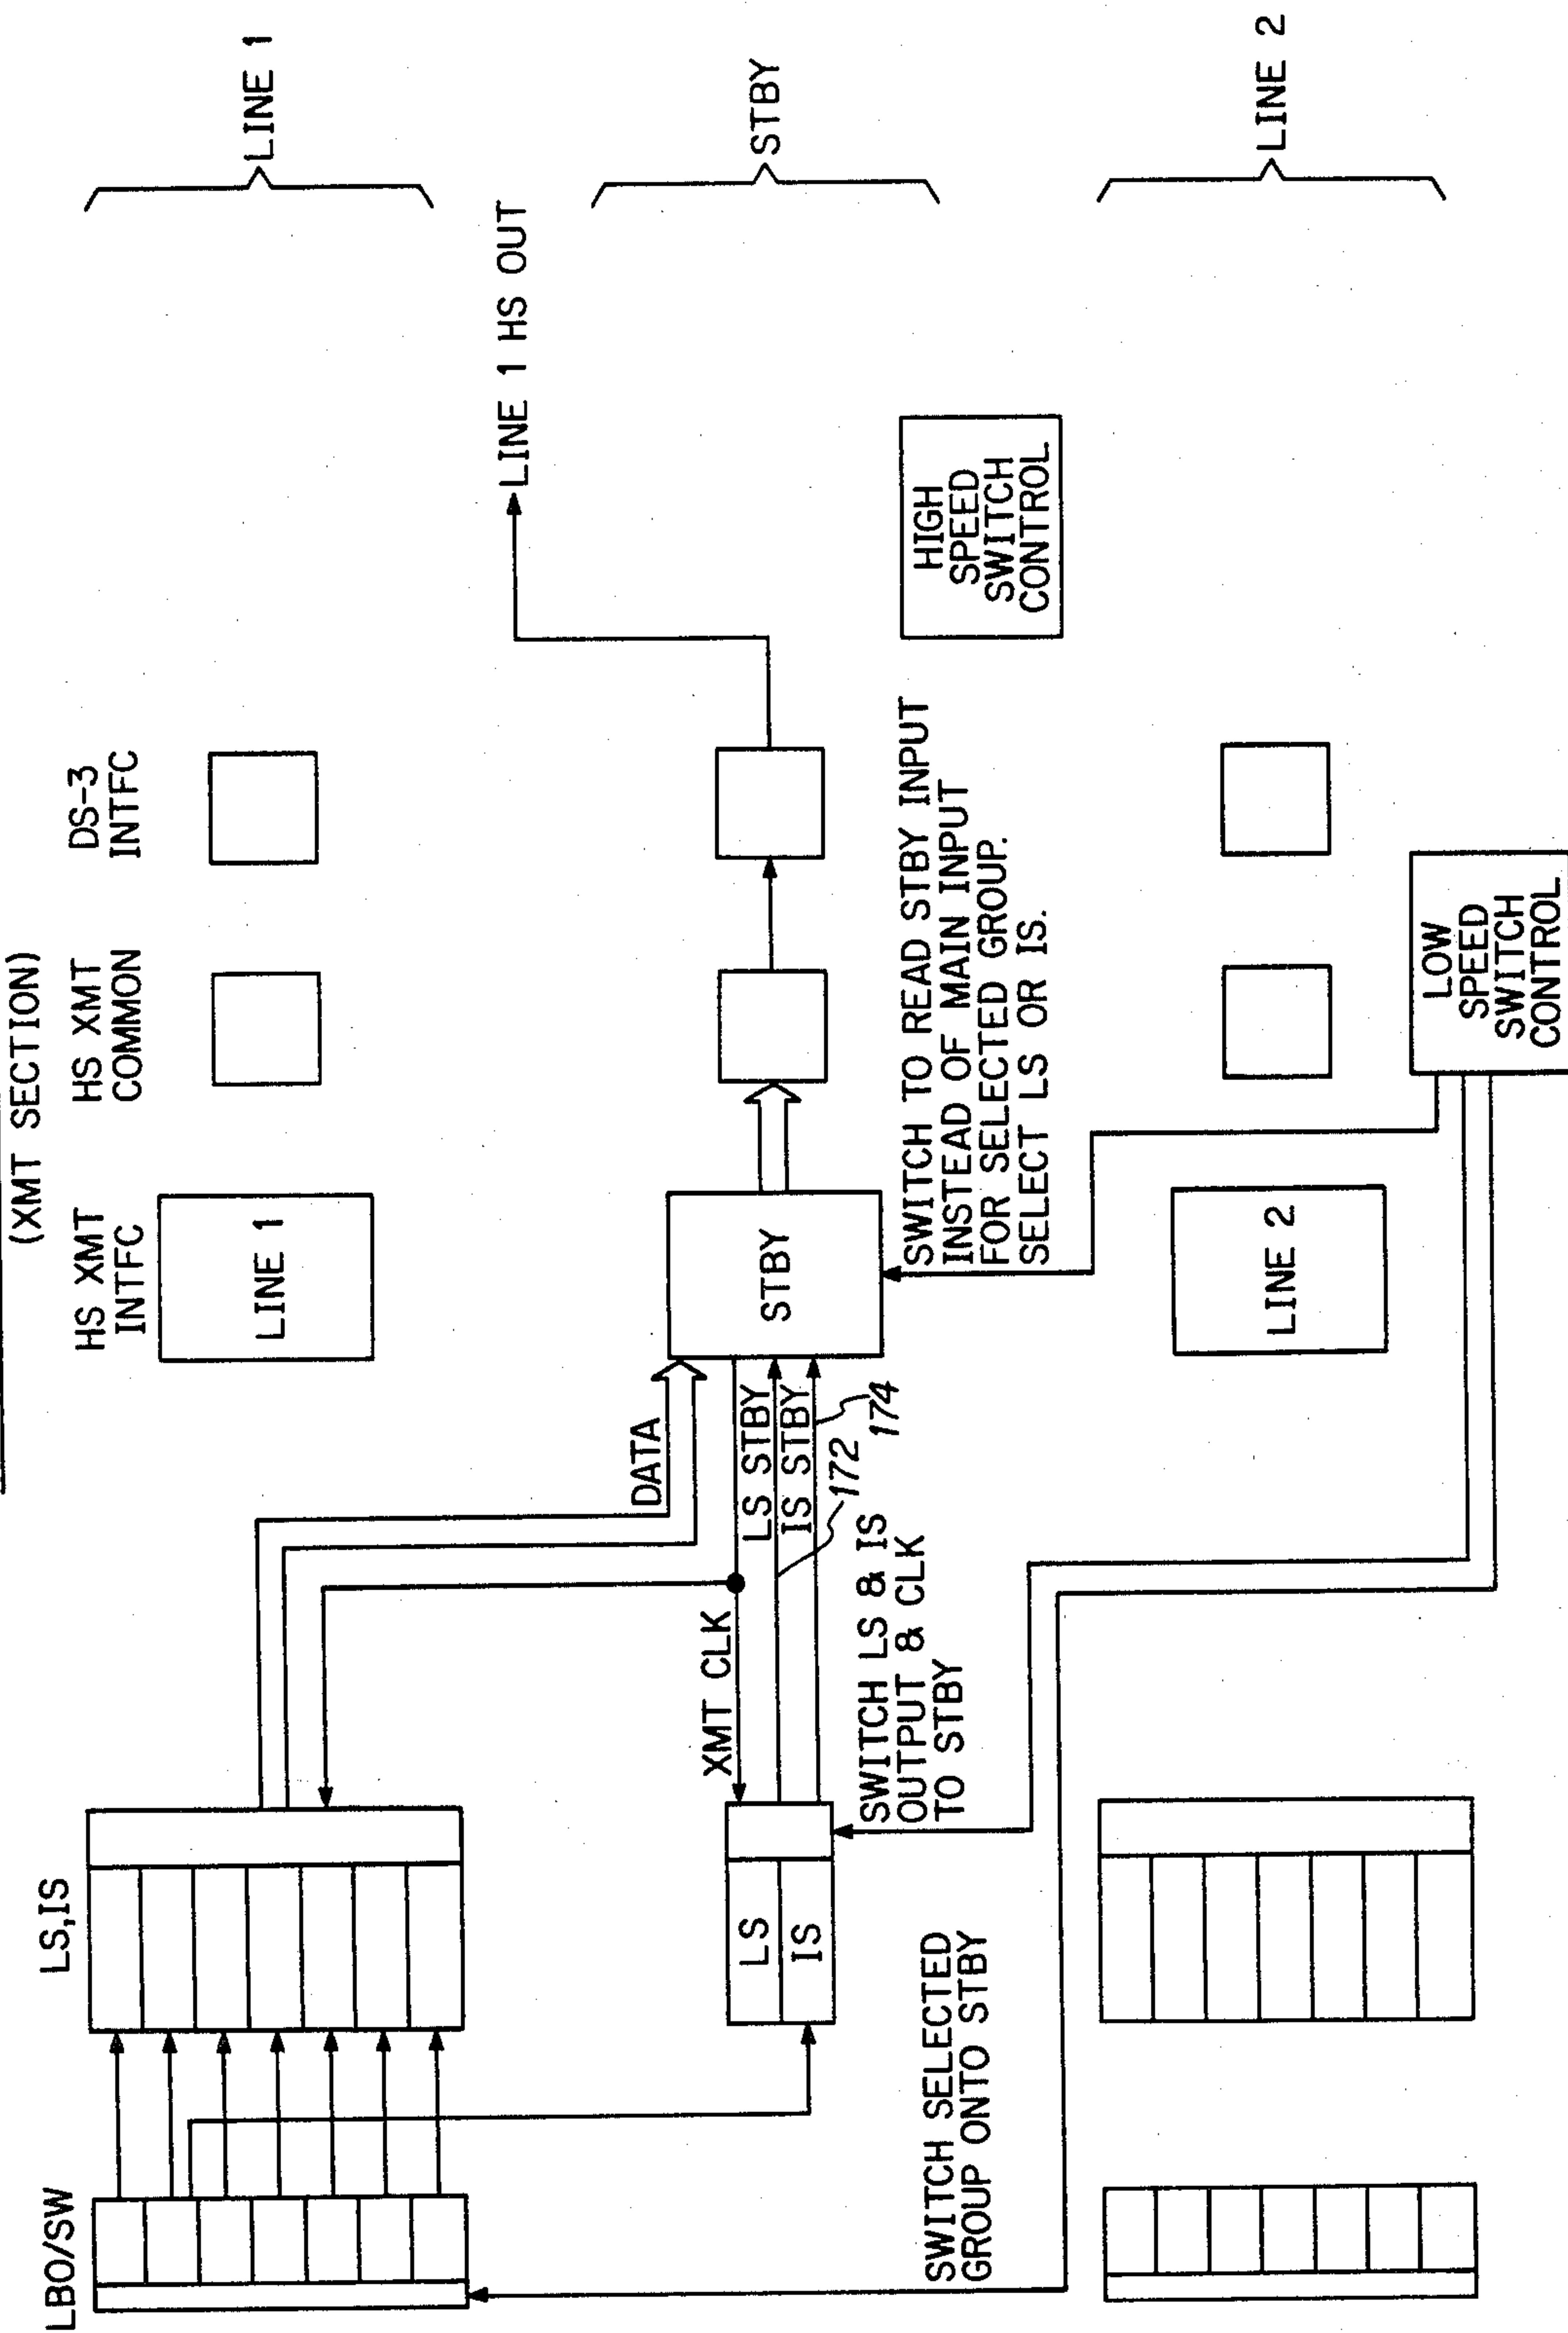 (XMT SECTION)
LBO/SW
LS,IS
HS XMT
INTFC
HS XMT
COMMON
DS-3
INTFC
LINE 1
LINE 1
LINE 1 HS OUT
DATA
XMT CLK
LS STBY
IS STBY
172
174
LS
IS
STBY
STBY
SWITCH LS & IS
OUTPUT & CLK
TO STBY
SWITCH TO READ STBY INPUT
INSTEAD OF MAIN INPUT
FOR SELECTED GROUP.
SELECT LS OR IS.
HIGH
SPEED
SWITCH
CONTROL
SWITCH SELECTED
GROUP ONTO STBY
LINE 2
LINE 2
LOW
SPEED
SWITCH
CONTROL